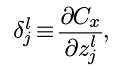 δ_j^l ≡ ∂C_x / ∂z_j^l,